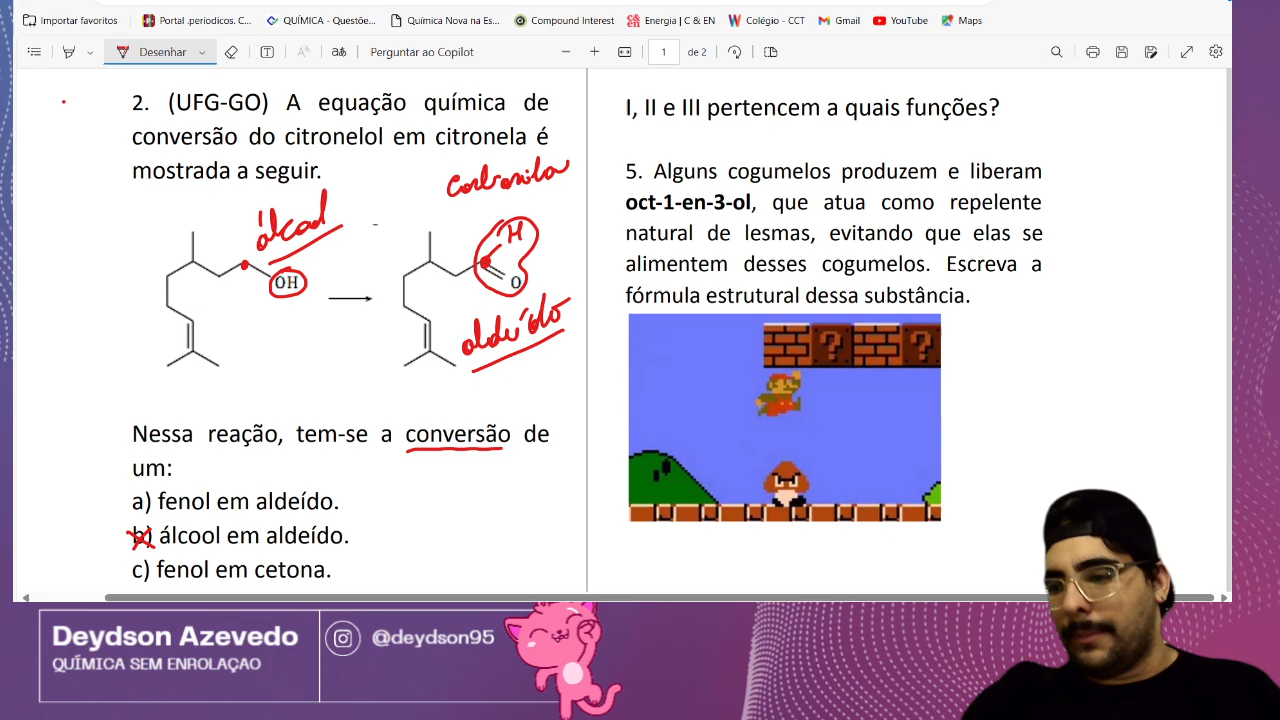 Importar favoritos
Portal .periodicos. C...
QUÍMICA - Questõe...
Química Nova na Es...
Compound Interest
Energia | C & EN
Colégio - CCT
Gmail
YouTube
Maps
Desenhar
Perguntar ao Copilot
1
de 2
2. (UFG-GO) A equação química de
conversão do citronelol em citronela é
mostrada a seguir.
álcool
H
OH
O
aldeído
Nessa reação, tem-se a conversão de
um:
a) fenol em aldeído.
b) álcool em aldeído.
c) fenol em cetona.
I, II e III pertencem a quais funções?
5. Alguns cogumelos produzem e liberam
oct-1-en-3-ol, que atua como repelente
natural de lesmas, evitando que elas se
alimentem desses cogumelos. Escreva a
fórmula estrutural dessa substância.
? ?
Deydson Azevedo
QUÍMICA SEM ENROLAÇÃO
@deydson95